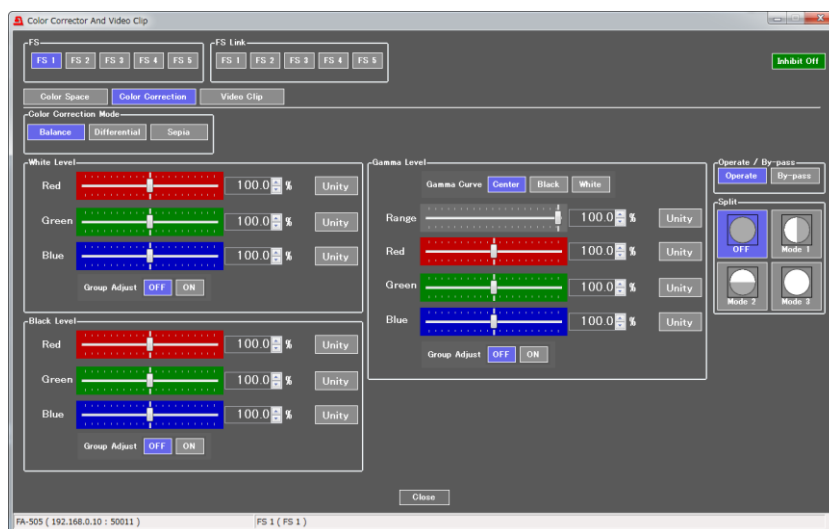 Color Corrector And Video Clip
FS
FS Link
FS 1 FS 2 FS 3 FS 4 FS 5
FS 1 FS 2 FS 3 FS 4 FS 5
Inhibit Off
Color Space Color Correction Video Clip
Color Correction Mode
Balance Differential Sepia
White Level
Red 100.0 % Unity
Green 100.0 % Unity
Blue 100.0 % Unity
Group Adjust OFF ON
Black Level
Red 100.0 % Unity
Green 100.0 % Unity
Blue 100.0 % Unity
Group Adjust OFF ON
Gamma Level
Gamma Curve Center Black White
Range 100.0 % Unity
Red 100.0 % Unity
Green 100.0 % Unity
Blue 100.0 % Unity
Group Adjust OFF ON
Operate / By-pass
Operate By-pass
Split
OFF Mode 1
Mode 2 Mode 3
Close
FA-505 ( 192.168.0.10 : 50011 ) FS 1 ( FS 1 )